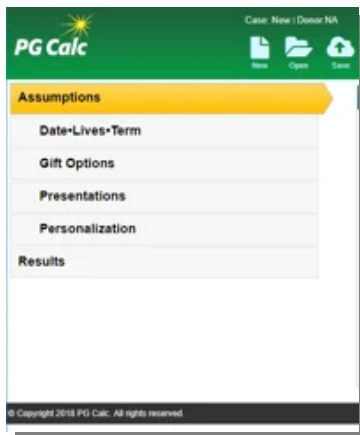 Case: New | Donor:NA
PG Calc
New Open Save
Assumptions
Date•Lives•Term
Gift Options
Presentations
Personalization
Results
© Copyright 2018 PG Calc. All rights reserved.